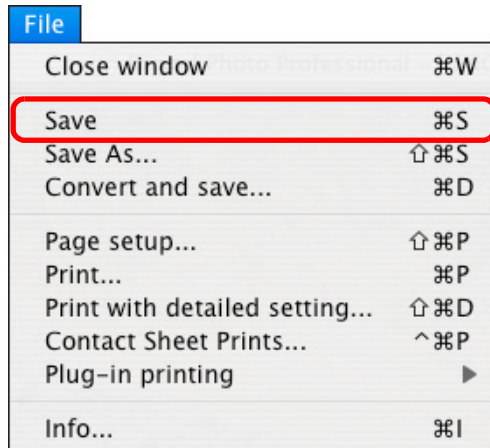 File
Close window ⌘W
Save ⌘S
Save As... ⇧⌘S
Convert and save... ⌘D
Page setup... ⇧⌘P
Print... ⌘P
Print with detailed setting... ⇧⌘D
Contact Sheet Prints... ^⌘P
Plug-in printing ▶
Info... ⌘I